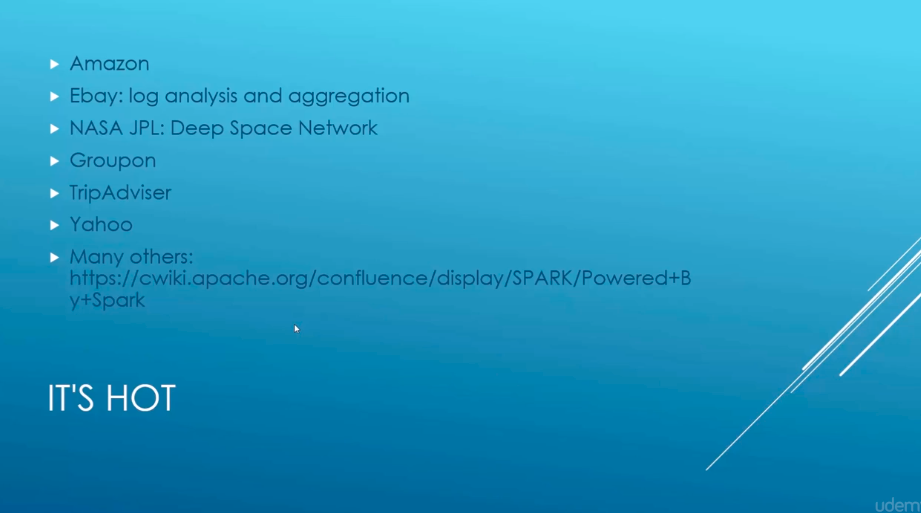 Amazon
Ebay: log analysis and aggregation
NASA JPL: Deep Space Network
Groupon
TripAdviser
Yahoo
Many others:
https://cwiki.apache.org/confluence/display/SPARK/Powered+B
y+Spark
IT'S HOT
udem